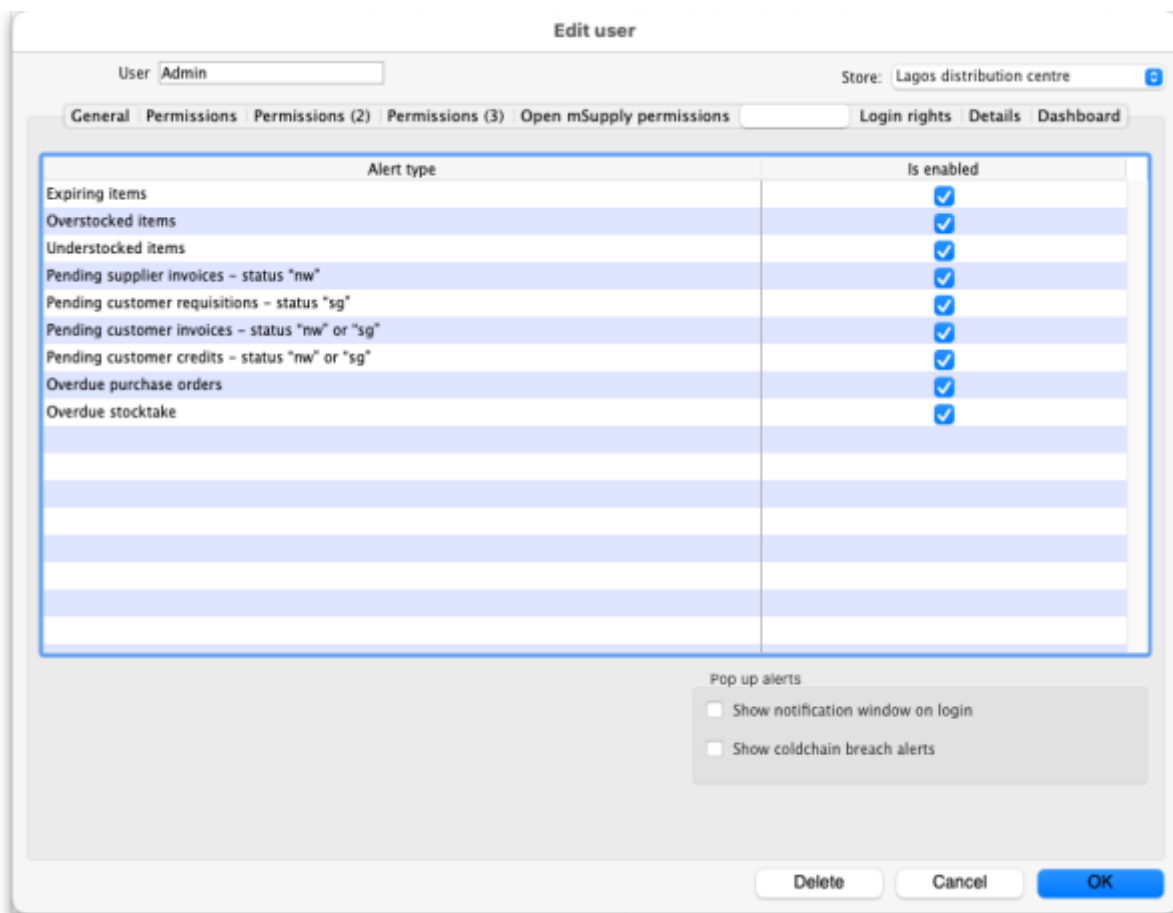 Edit user
User Admin
Store: Lagos distribution centre
General Permissions Permissions (2) Permissions (3) Open mSupply permissions Login rights Details Dashboard
Alert type Is enabled
Expiring items
Overstocked items
Understocked items
Pending supplier invoices – status "nw"
Pending customer requisitions – status "sg"
Pending customer invoices – status "nw" or "sg"
Pending customer credits – status "nw" or "sg"
Overdue purchase orders
Overdue stocktake
Pop up alerts
Show notification window on login
Show coldchain breach alerts
Delete Cancel OK